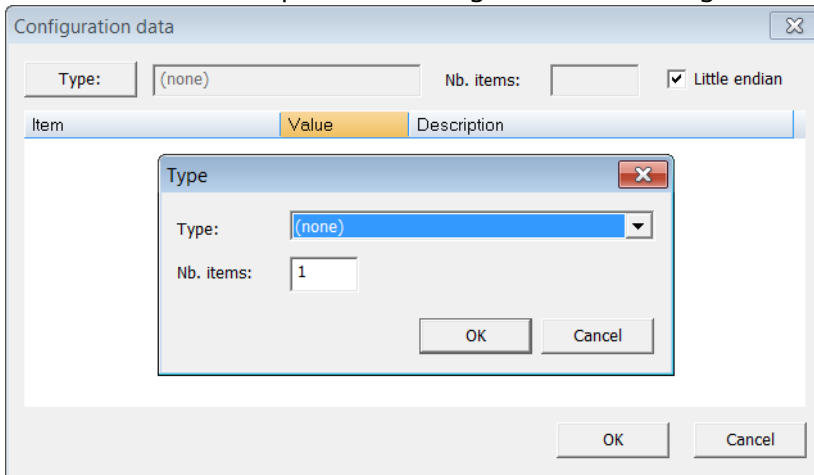 Configuration data
Type: (none) Nb. items: Little endian
Item Value Description
Type
Type: (none)
Nb. items: 1
OK Cancel
OK Cancel